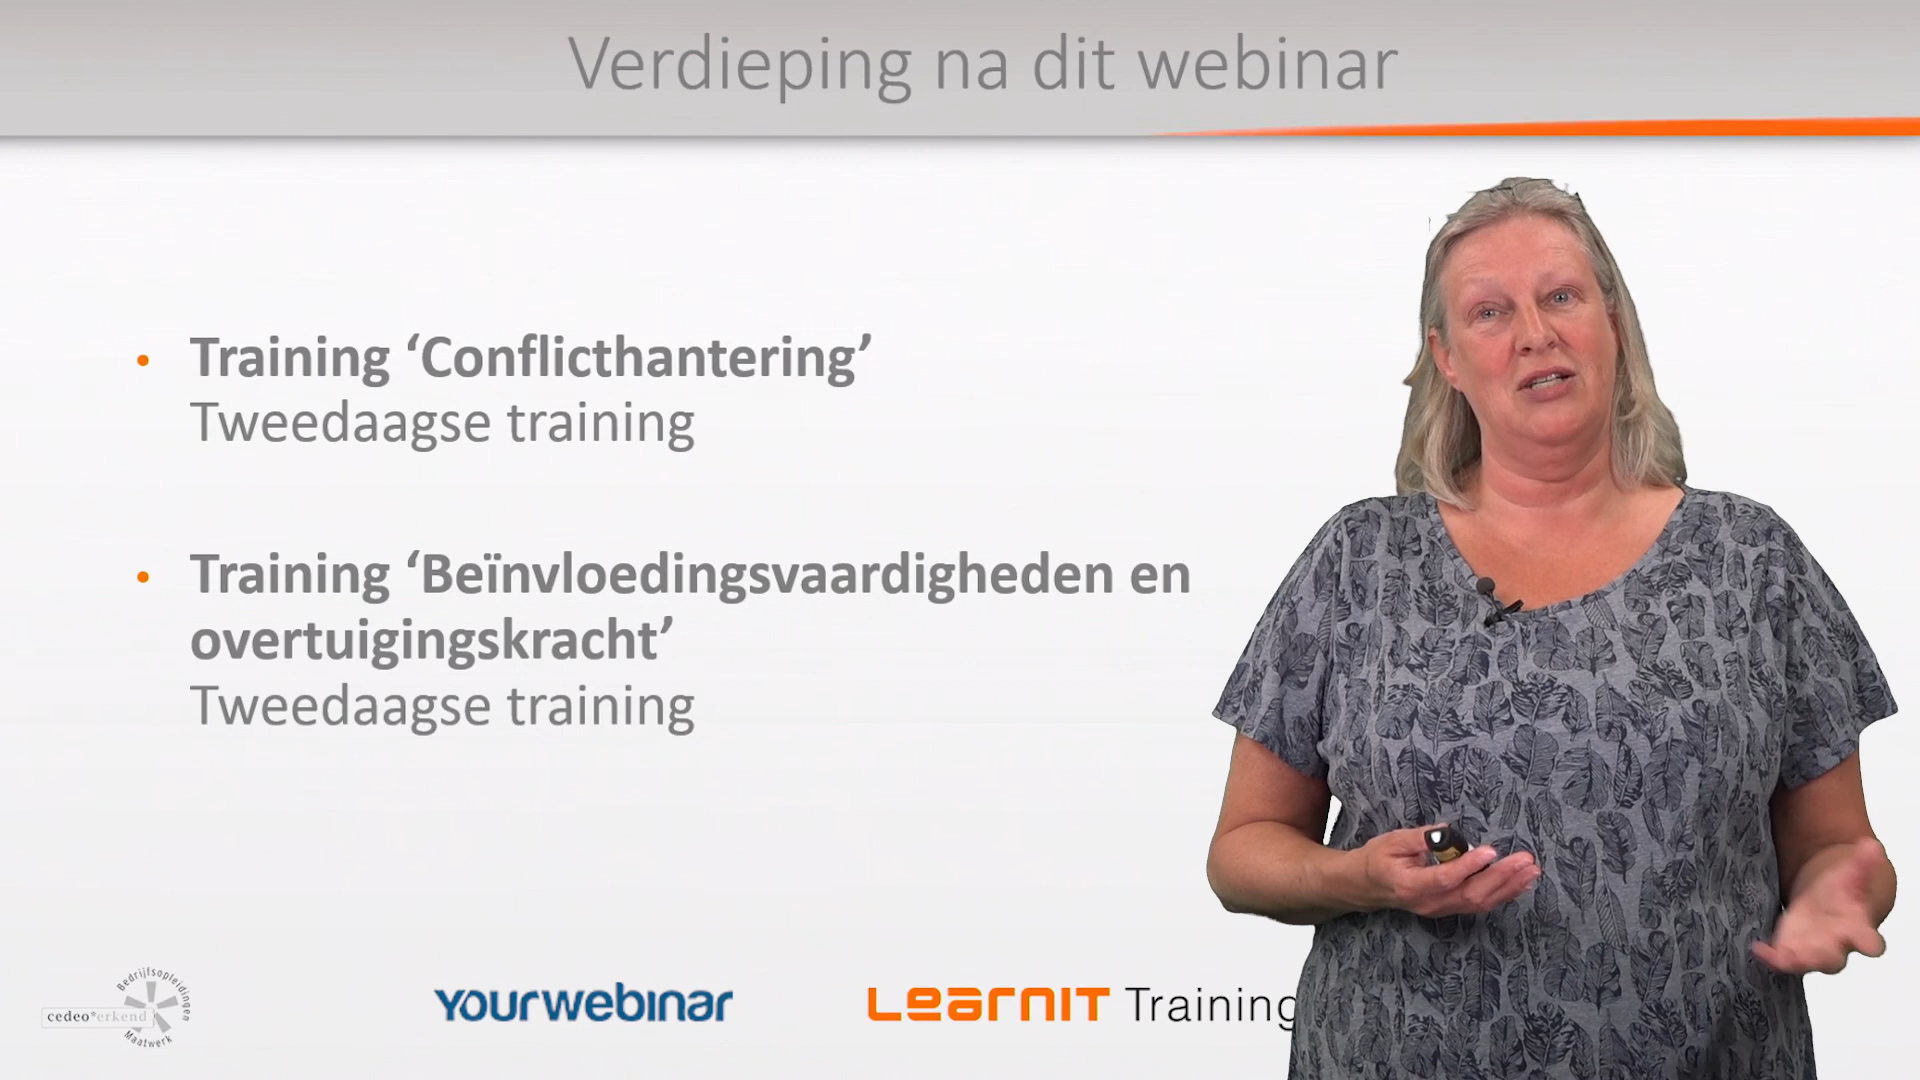 Verdieping na dit webinar
• Training ‘Conflicthantering’
Tweedaagse training
• Training ‘Beïnvloedingsvaardigheden en
overtuigingskracht’
Tweedaagse training
Bedrijfsopleidingen
cedeo*erkend
Maatwerk
YOURWEBINAR
LEARNIT Training